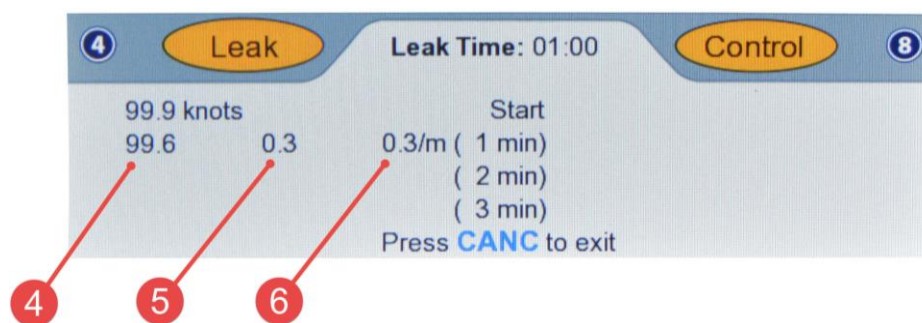 4 Leak Leak Time: 01:00 Control 8
99.9 knots Start
99.6 0.3 0.3/m ( 1 min)
( 2 min)
( 3 min)
Press CANC to exit
4 5 6